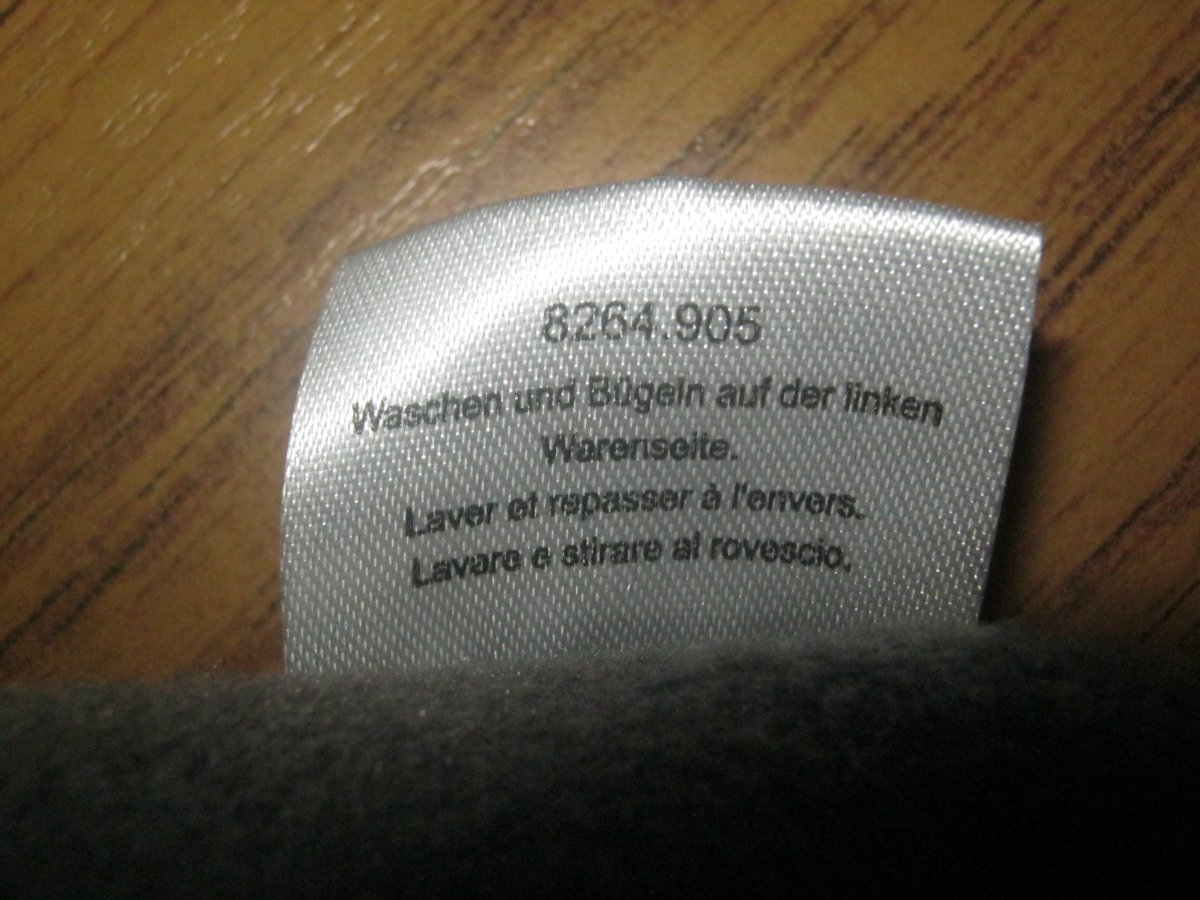 8264.905
Waschen und Bügeln auf der linken
Warenseite.
Laver et repasser à l'envers.
Lavare e stirare al rovescio.